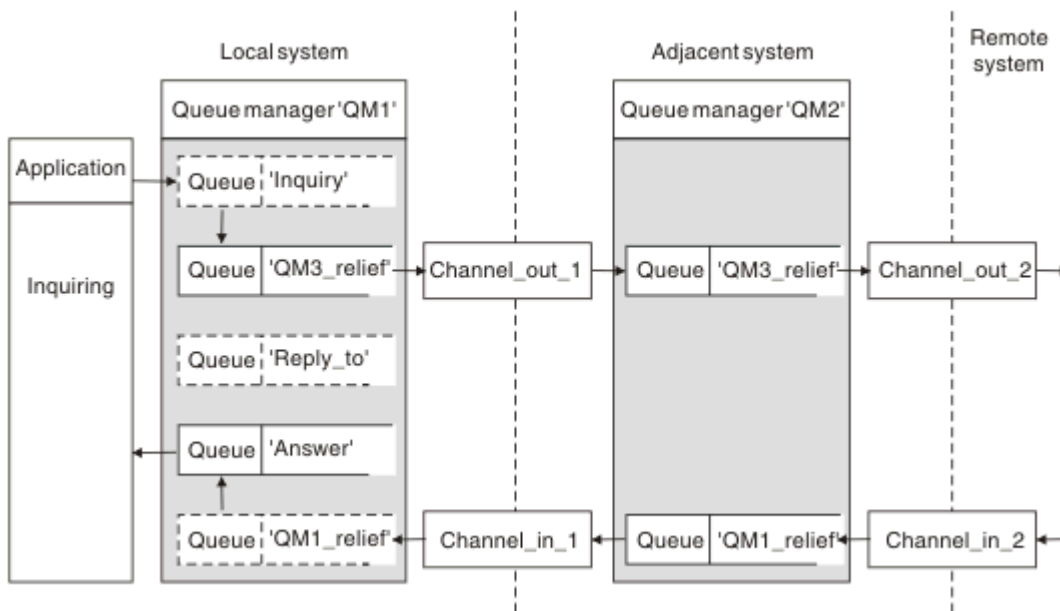 Local system
Adjacent system
Remote
system
Queue manager 'QM1'
Queue manager 'QM2'
Application
Inquiring
Queue 'Inquiry'
Queue 'QM3_relief'
Channel_out_1
Queue 'QM3_relief'
Channel_out_2
Queue 'Reply_to'
Queue 'Answer'
Queue 'QM1_relief'
Channel_in_1
Queue 'QM1_relief'
Channel_in_2